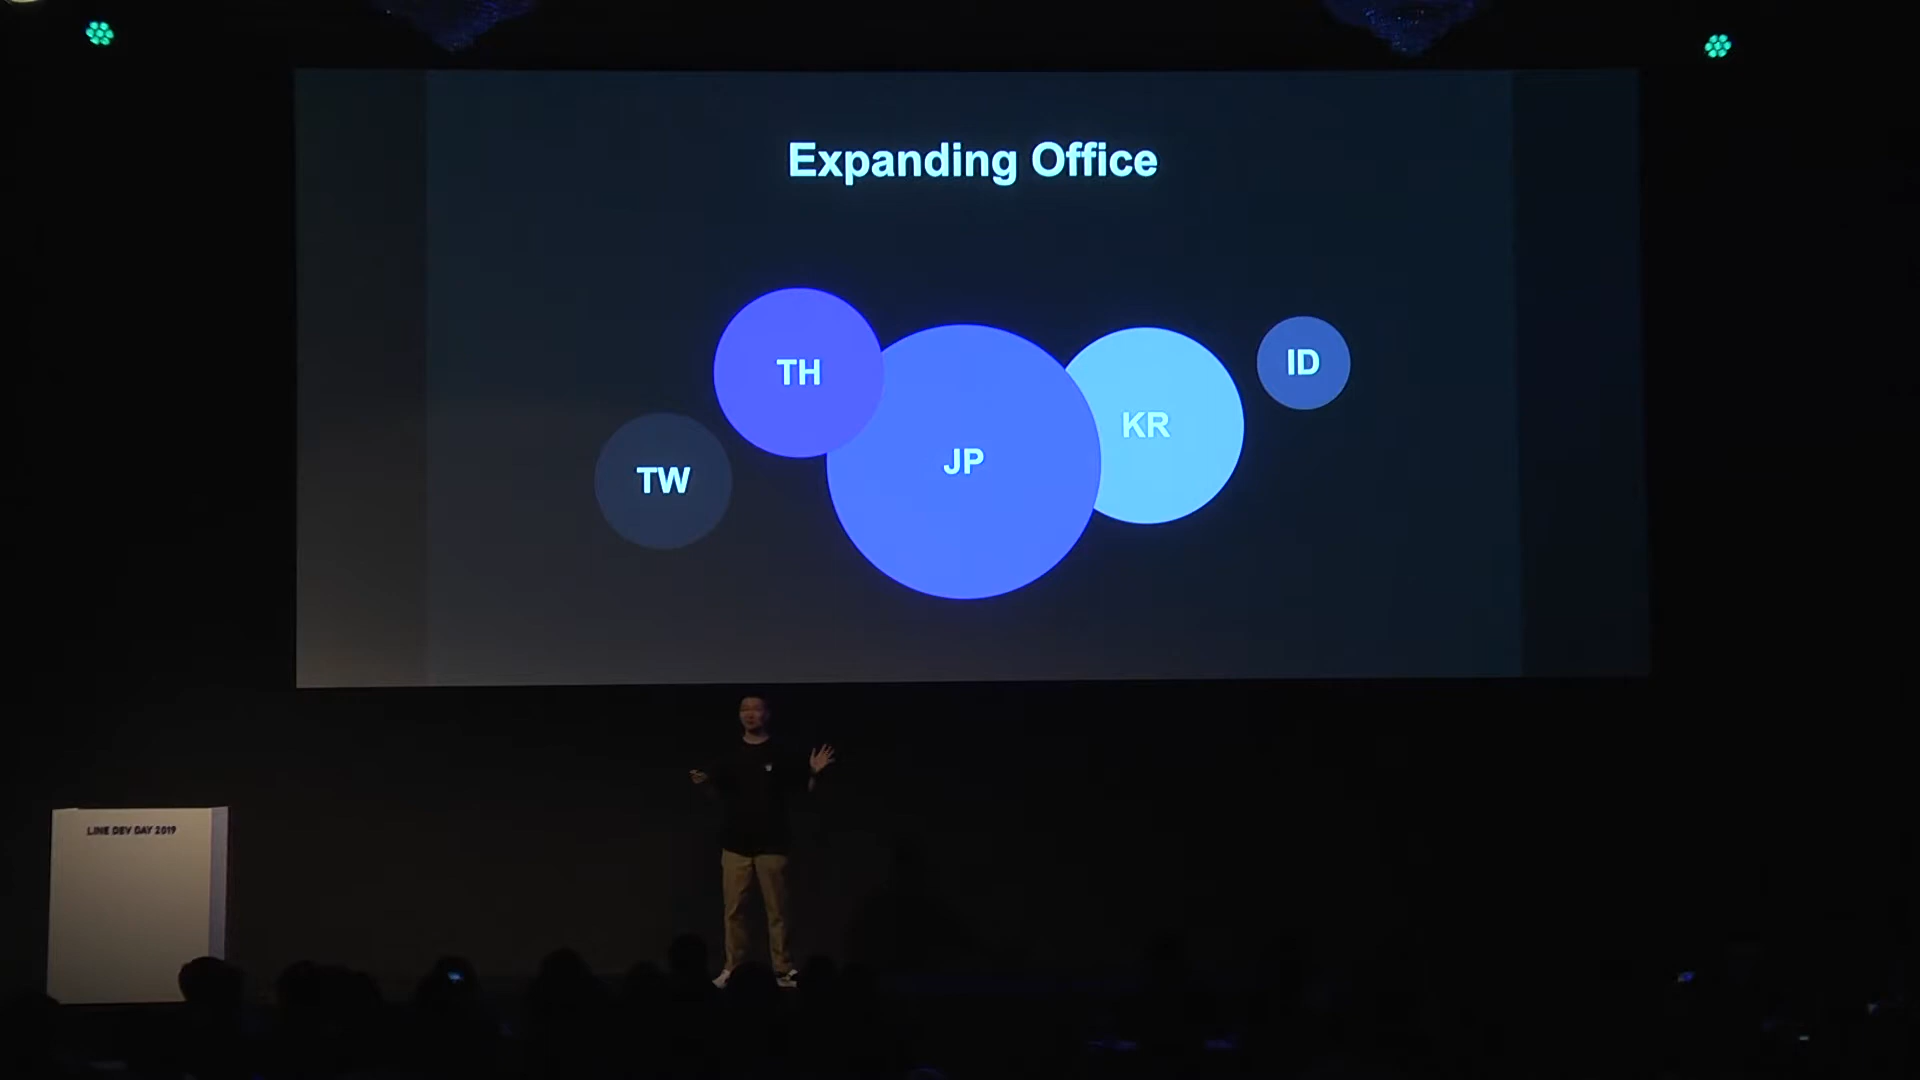 Expanding Office
TH
ID
KR
JP
TW
LINE DEV DAY 2019